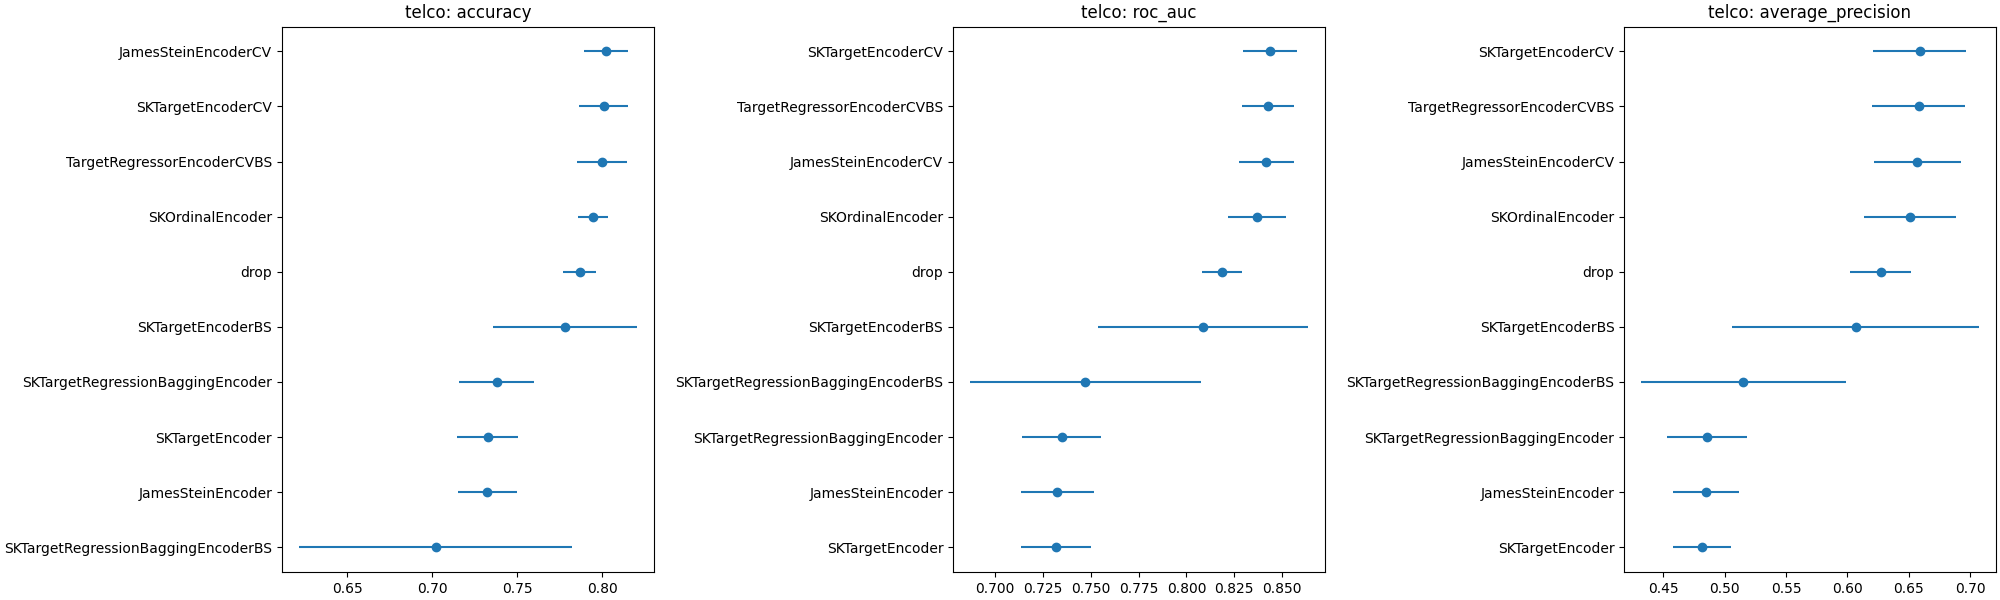 telco: accuracy
JamesSteinEncoderCV
SKTargetEncoderCV
TargetRegressorEncoderCVBS
SKOrdinalEncoder
drop
SKTargetEncoderBS
SKTargetRegressionBaggingEncoder
SKTargetEncoder
JamesSteinEncoder
SKTargetRegressionBaggingEncoderBS
0.65 0.70 0.75 0.80
telco: roc_auc
SKTargetEncoderCV
TargetRegressorEncoderCVBS
JamesSteinEncoderCV
SKOrdinalEncoder
drop
SKTargetEncoderBS
SKTargetRegressionBaggingEncoderBS
SKTargetRegressionBaggingEncoder
JamesSteinEncoder
SKTargetEncoder
0.700 0.725 0.750 0.775 0.800 0.825 0.850
telco: average_precision
SKTargetEncoderCV
TargetRegressorEncoderCVBS
JamesSteinEncoderCV
SKOrdinalEncoder
drop
SKTargetEncoderBS
SKTargetRegressionBaggingEncoderBS
SKTargetRegressionBaggingEncoder
JamesSteinEncoder
SKTargetEncoder
0.45 0.50 0.55 0.60 0.65 0.70